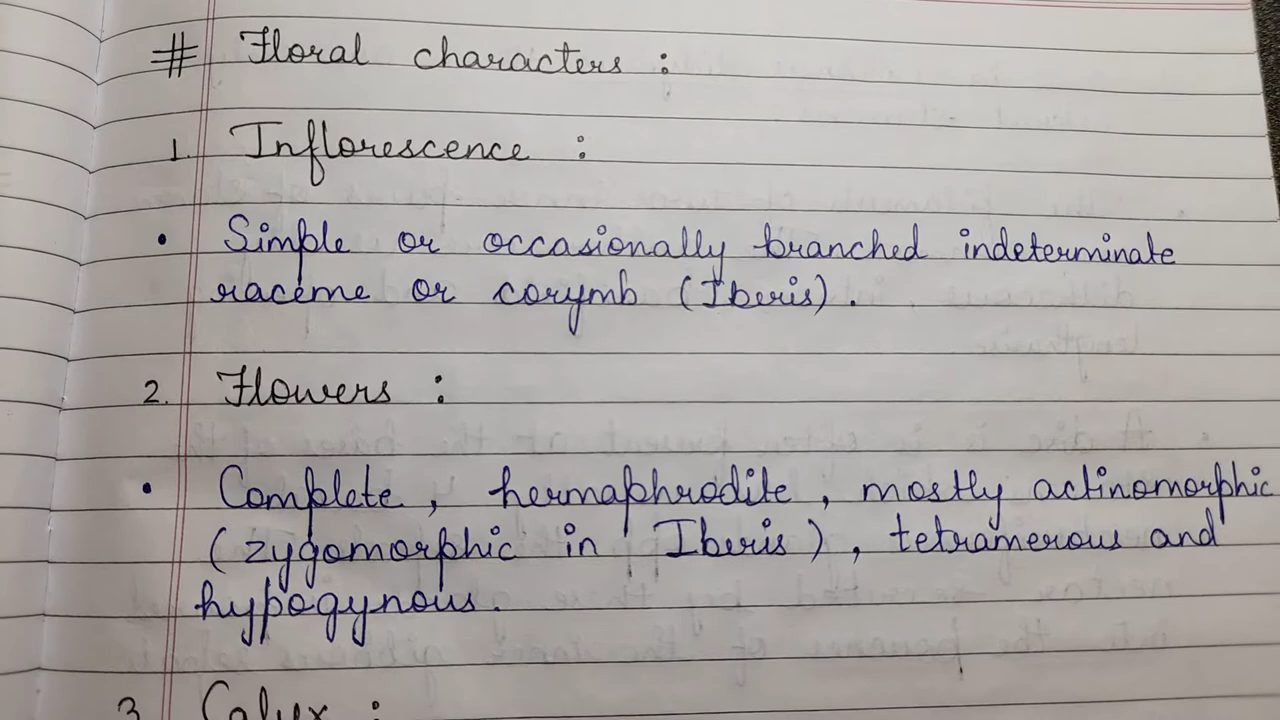 # Floral characters :
1. Inflorescence :
• Simple or occasionally branched indeterminate
raceme or corymb (Iberis).
2. Flowers :
• Complete, hermaphrodite, mostly actinomorphic
(zygomorphic in Iberis), tetramerous and
hypogynous.
3. Calyx :